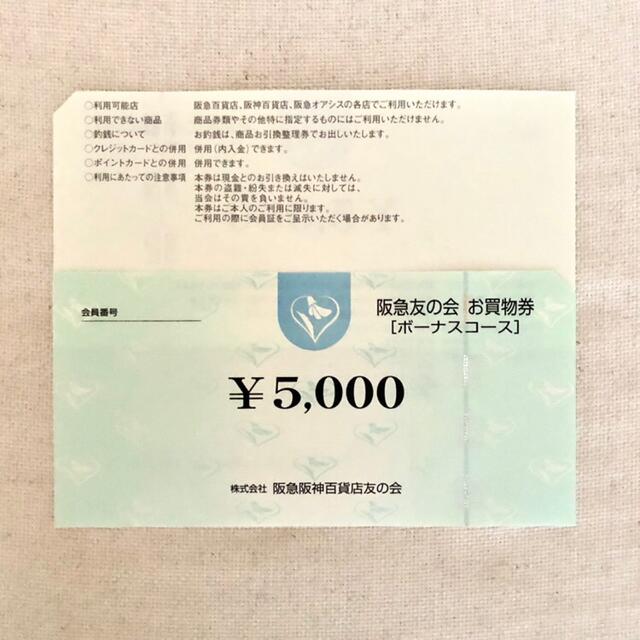 ○利用可能店 阪急百貨店、阪神百貨店、阪急オアシスの各店でご利用いただけます。
○利用できない商品 商品券類やその他特に指定するものにはご利用いただけません。
○釣銭について お釣銭は、商品お引換整理券でお出しいたします。
○クレジットカードとの併用 併用(内入金)できます。
○ポイントカードとの併用 併用できます。
○利用にあたっての注意事項 本券は現金とのお引き換えはいたしません。
本券の盗難・紛失または滅失に対しては、
当会はその責を負いません。
本券はご本人のご利用に限ります。
ご利用の際に会員証をご呈示いただく場合があります。
会員番号
阪急友の会 お買物券
[ボーナスコース]
￥5,000
株式会社 阪急阪神百貨店友の会